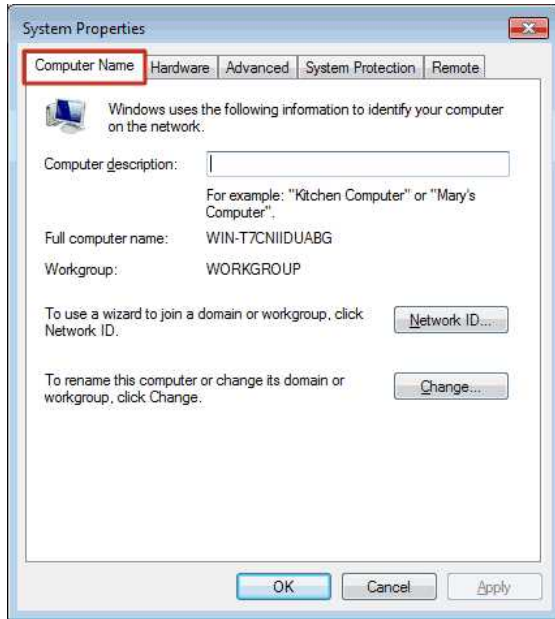 System Properties
Computer Name Hardware Advanced System Protection Remote
Windows uses the following information to identify your computer
on the network.
Computer description:
For example: "Kitchen Computer" or "Mary's
Computer".
Full computer name: WIN-T7CNIIDUABG
Workgroup: WORKGROUP
To use a wizard to join a domain or workgroup, click
Network ID.
Network ID...
To rename this computer or change its domain or
workgroup, click Change.
Change...
OK Cancel Apply